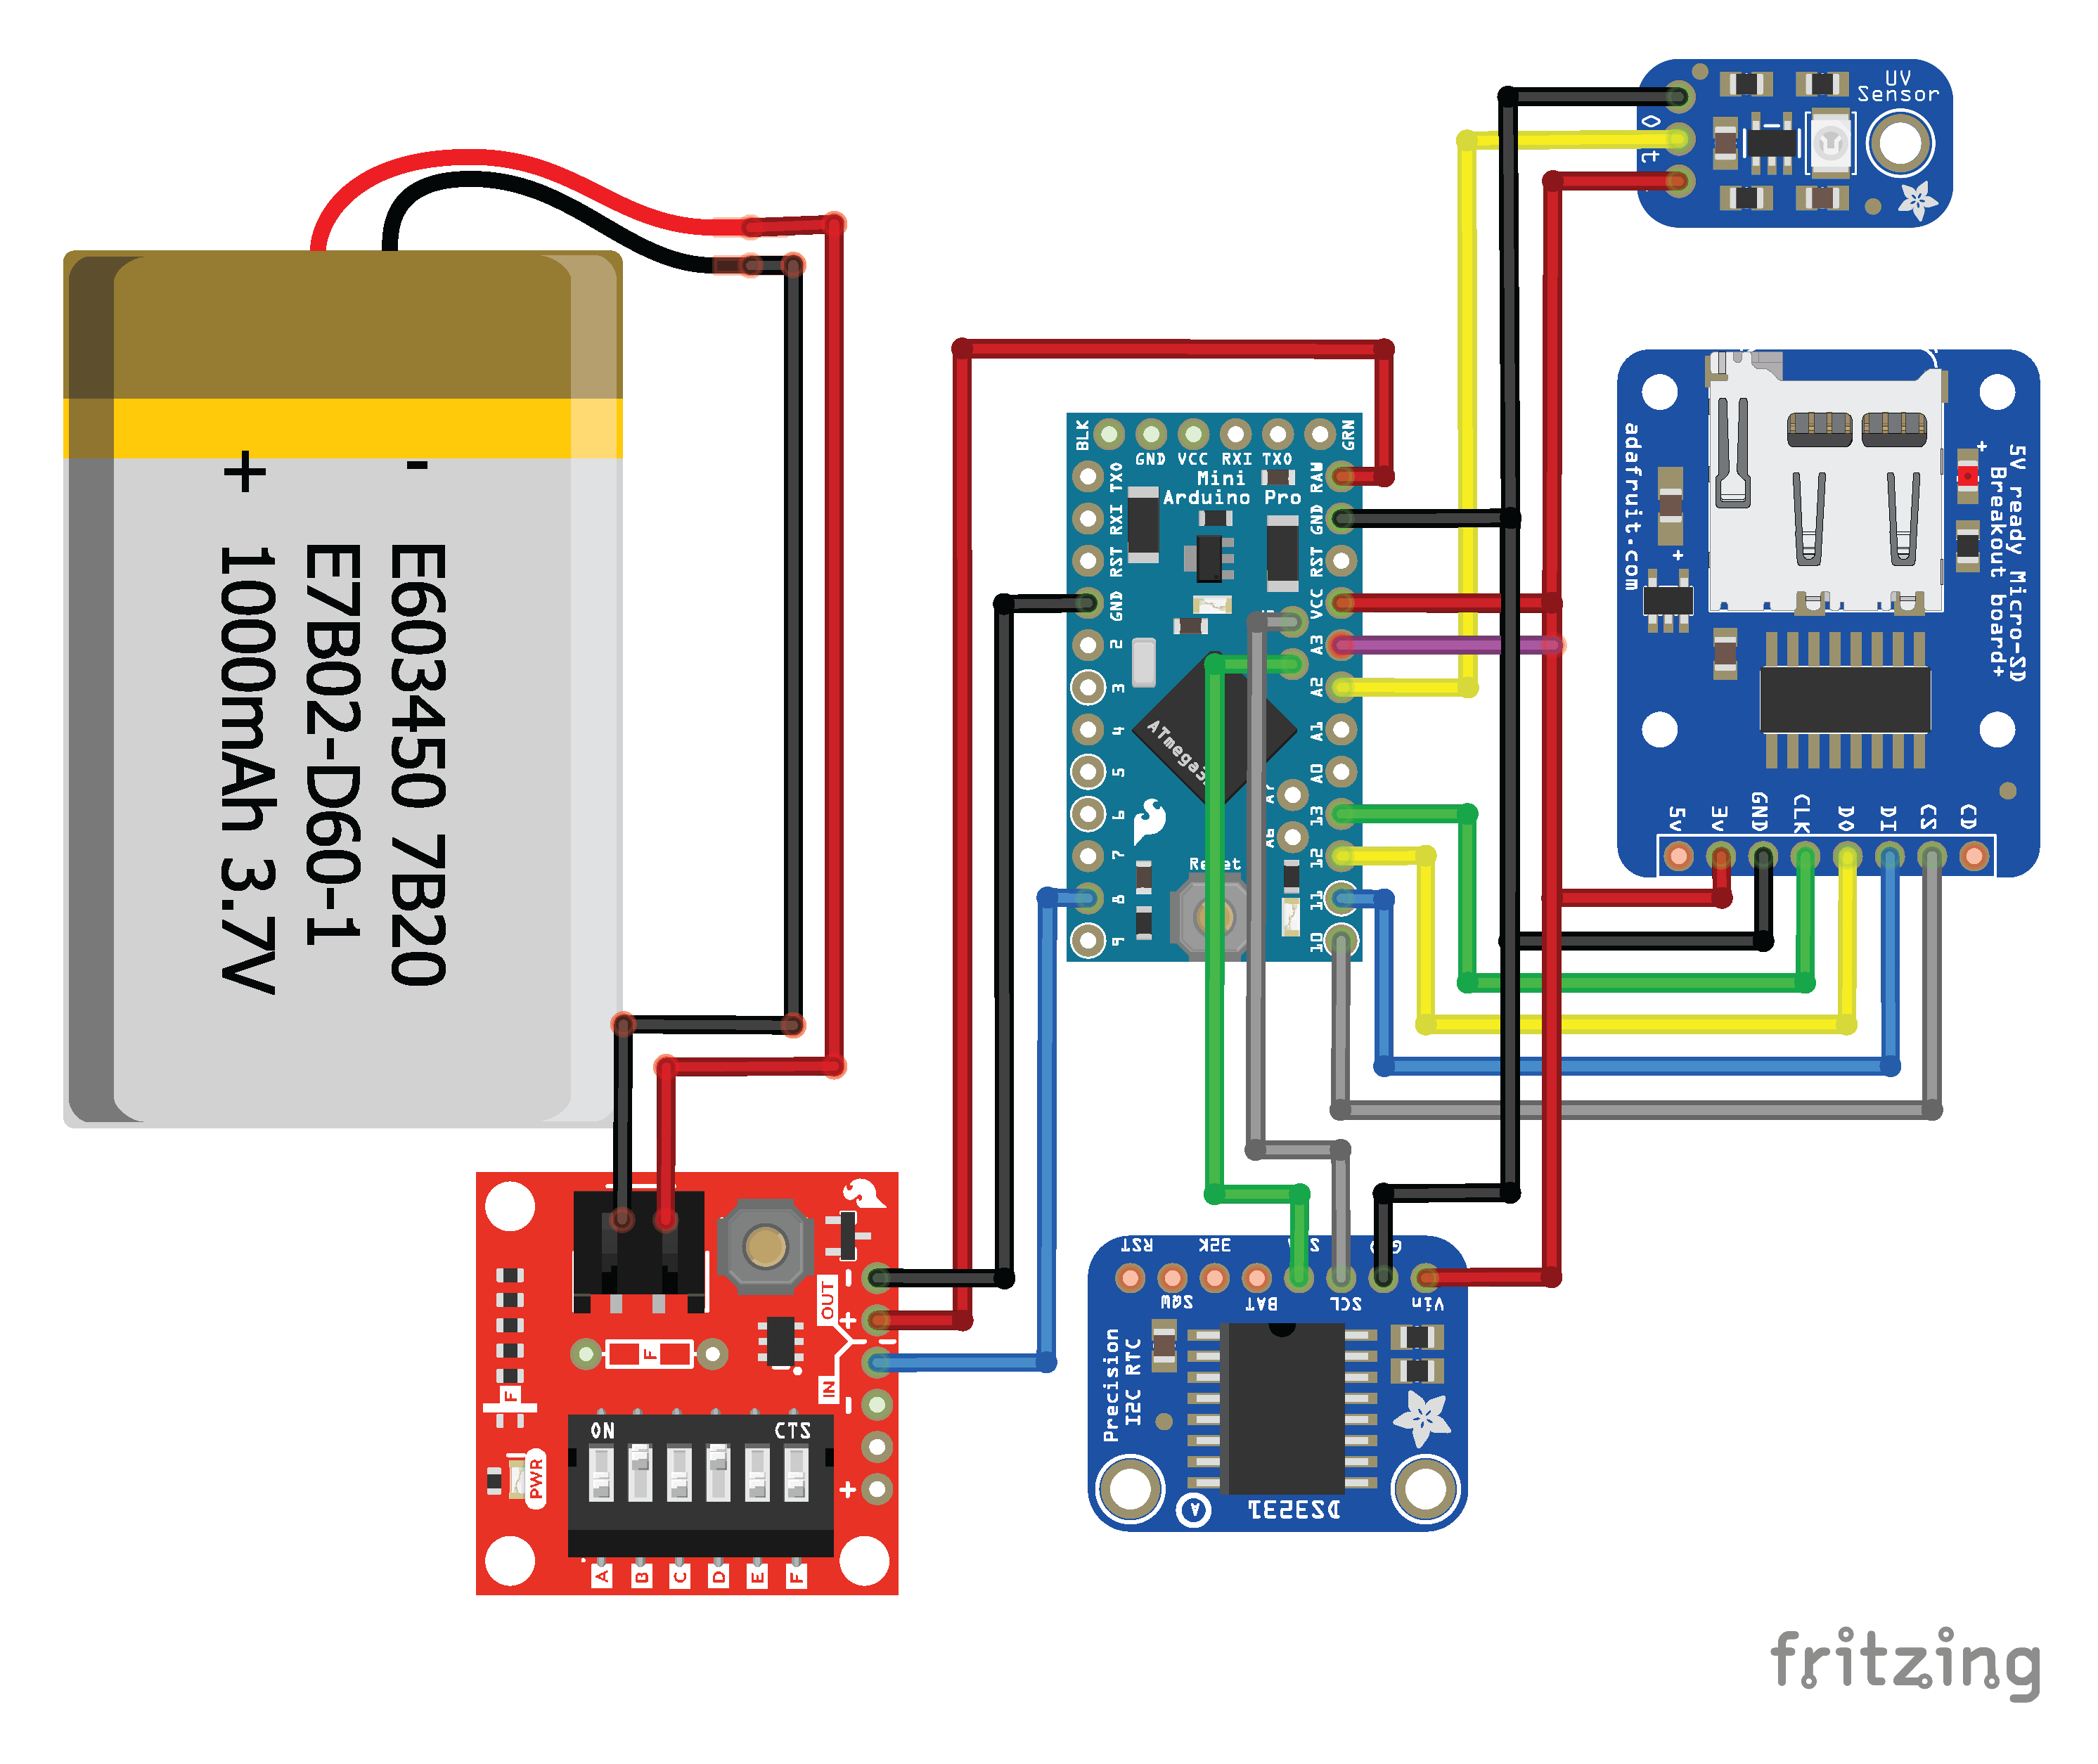 + -
E603450 7B20
E7B02-D60-1
1000mAh 3.7V
UV
Sensor
BLK
GND VCC RXI TXO
GRN
Mini
Arduino Pro
TXO
RXI
RST
GND
2
3
4
5
6
7
8
9
RAW
GND
RST
VCC
A3
A2
A1
A0
13
12
11
10
A7
A6
ATmega3
adafruit.com
5V ready Micro-SD
Breakout board+
+
+
5V
3V
GND
CLK
DO
DI
CS
CD
OUT
-
+
IN
-
+
F
F
PWR
ON
CTS
A
B
C
D
E
F
RST
32K
SQW
BAT
SCL
Vin
Precision
I2C RTC
DS3231
A
fritzing